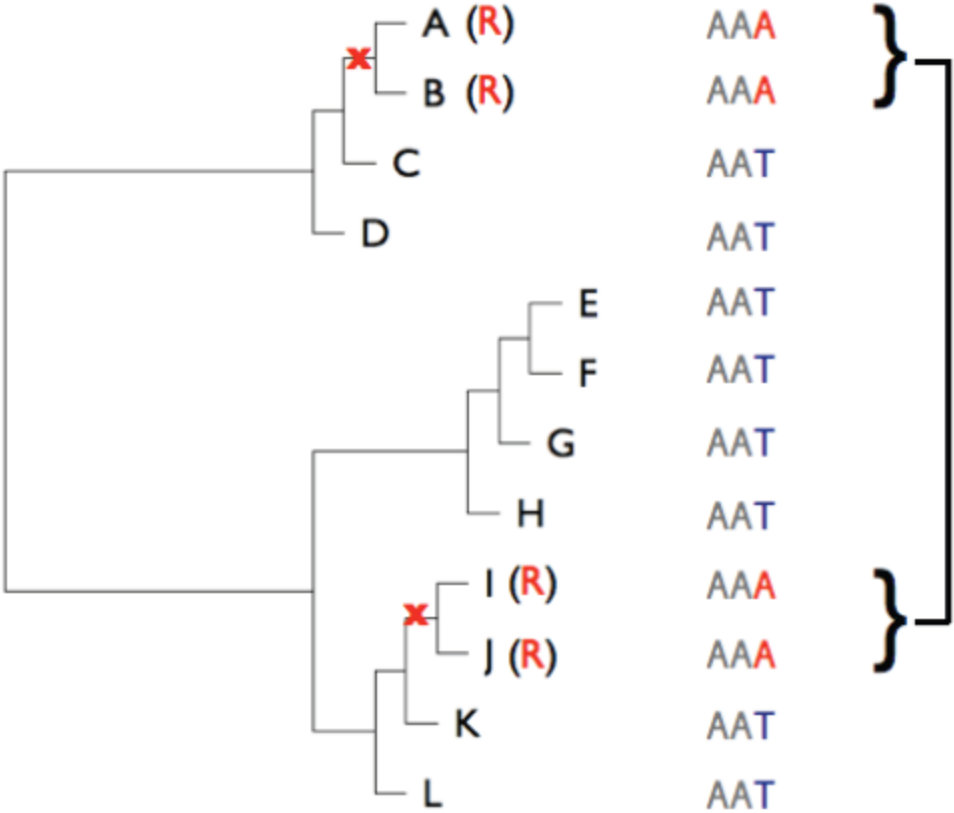 A (R) AAA
B (R) AAA
C AAT
D AAT
E AAT
F AAT
G AAT
H AAT
I (R) AAA
J (R) AAA
K AAT
L AAT